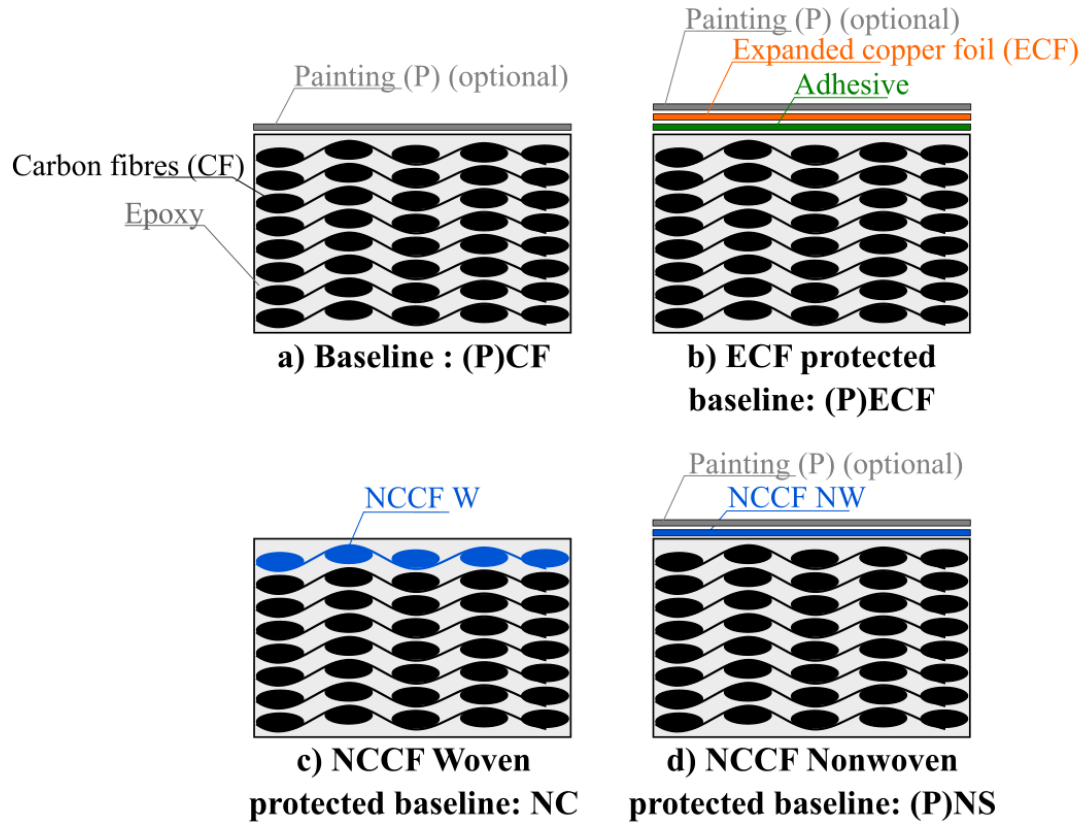 Painting (P) (optional)
Carbon fibres (CF)
Epoxy
a) Baseline : (P)CF
Painting (P) (optional)
Expanded copper foil (ECF)
Adhesive
b) ECF protected
baseline: (P)ECF
NCCF W
c) NCCF Woven
protected baseline: NC
Painting (P) (optional)
NCCF NW
d) NCCF Nonwoven
protected baseline: (P)NS